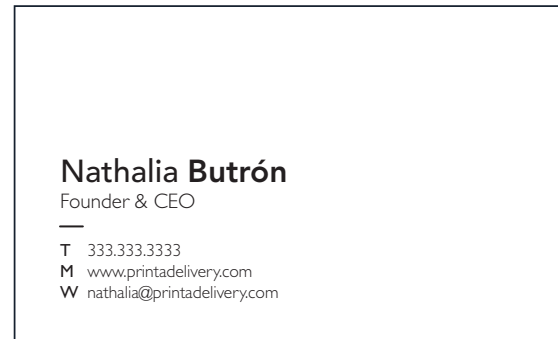 Nathalia Butrón
Founder & CEO
T 333.333.3333
M www.printadelivery.com
W nathalia@printadelivery.com